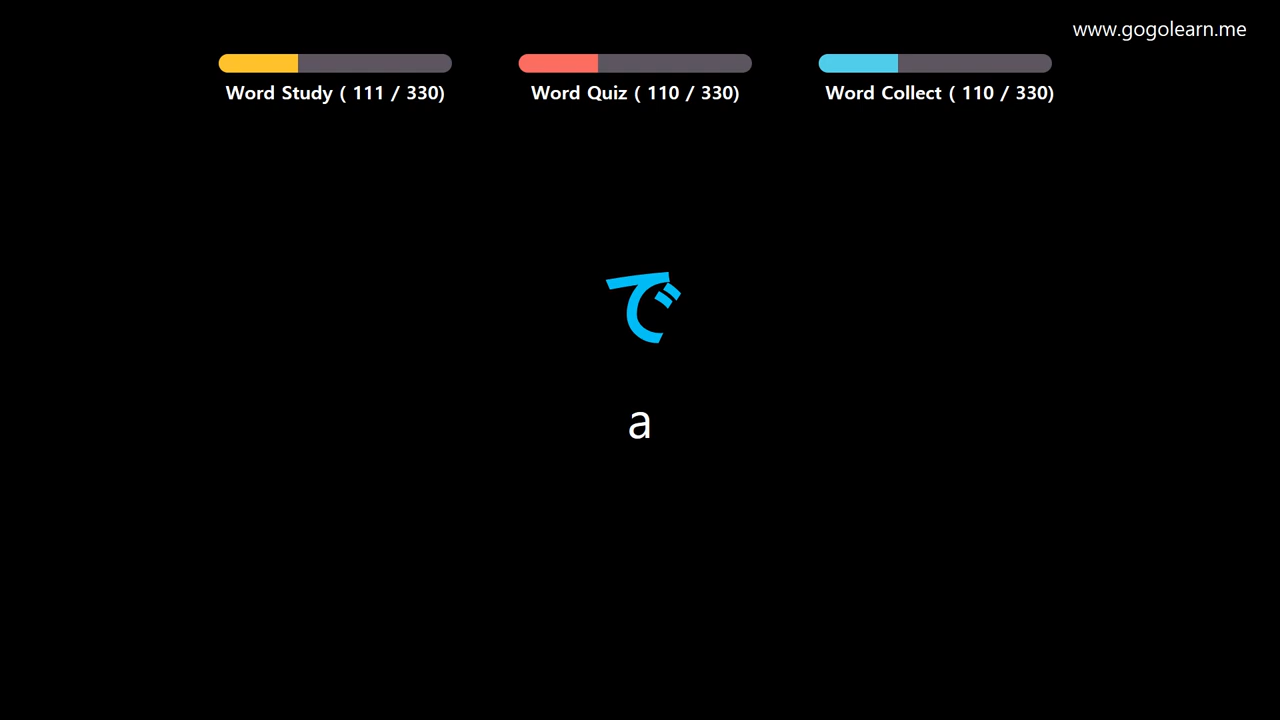 www.gogolearn.me
Word Study ( 111 / 330)
Word Quiz ( 110 / 330)
Word Collect ( 110 / 330)
で
a